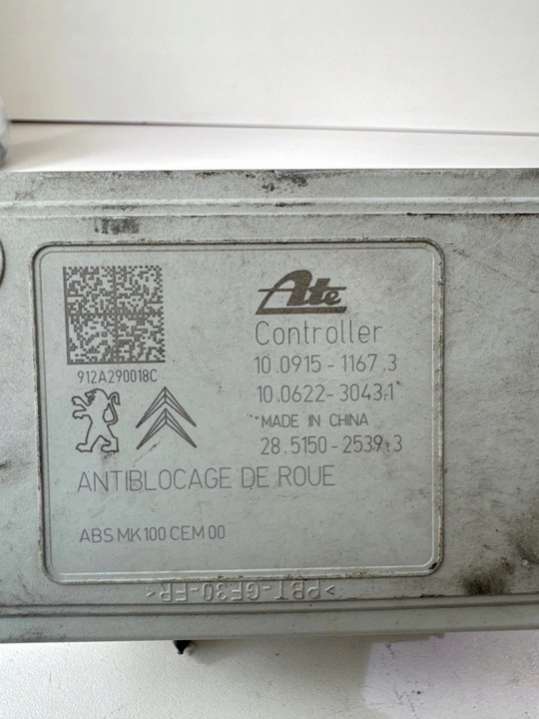 Ate
Controller
10.0915-1167.3
912A290018C
10.0622-3043.1
MADE IN CHINA
28.5150-2539.3
ANTIBLOCAGE DE ROUE
ABS MK100 CEM 00
>PBT-GF30-FR<